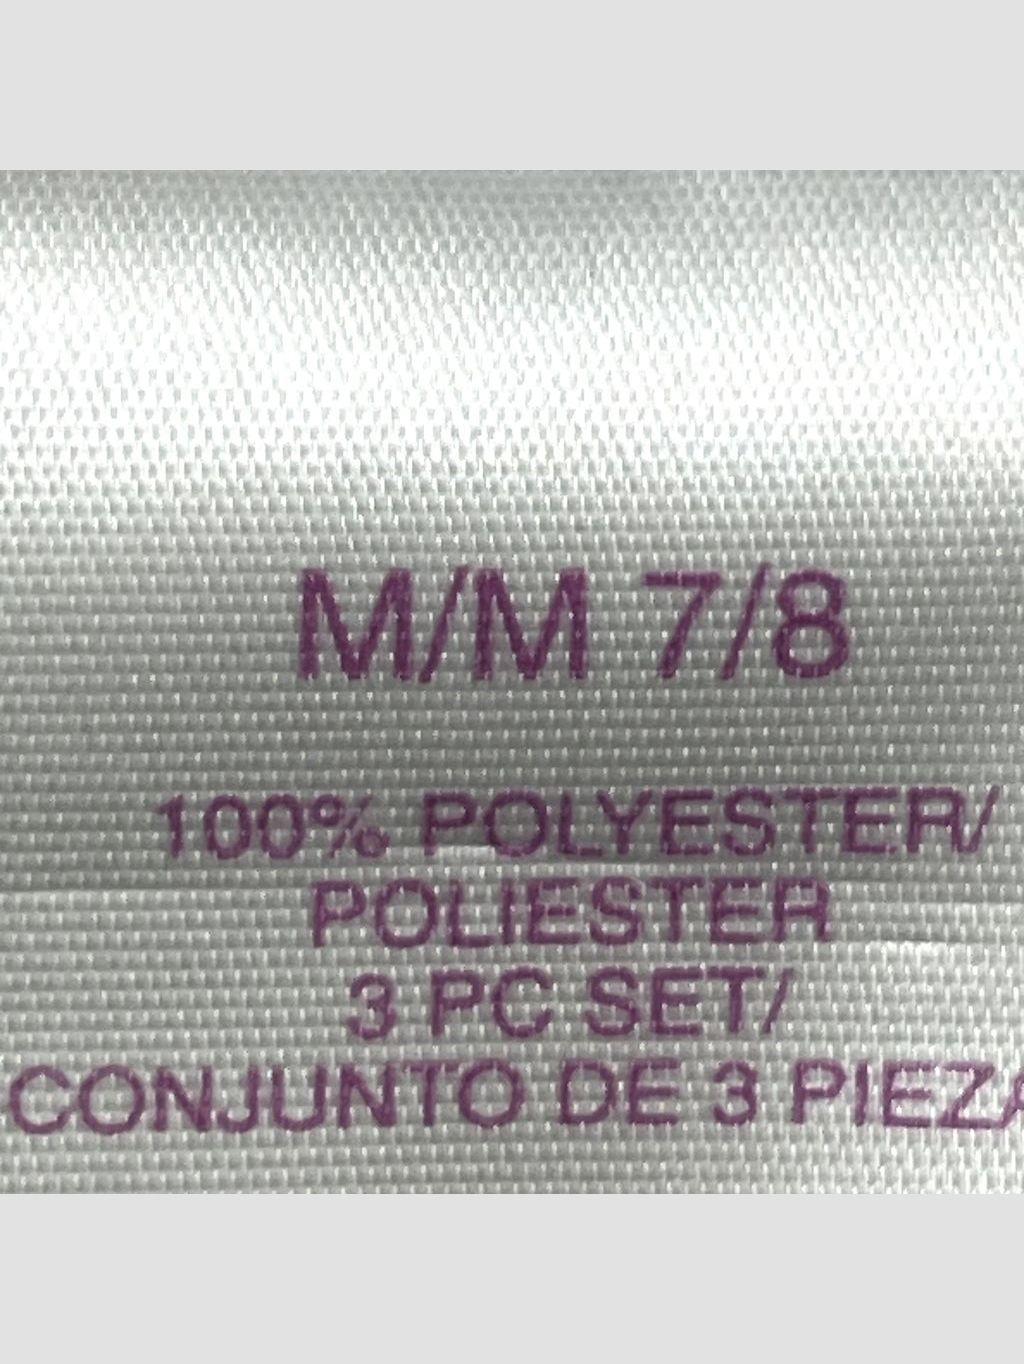 M/M 7/8
100% POLYESTER/
POLIESTER
3 PC SET/
CONJUNTO DE 3 PIEZA